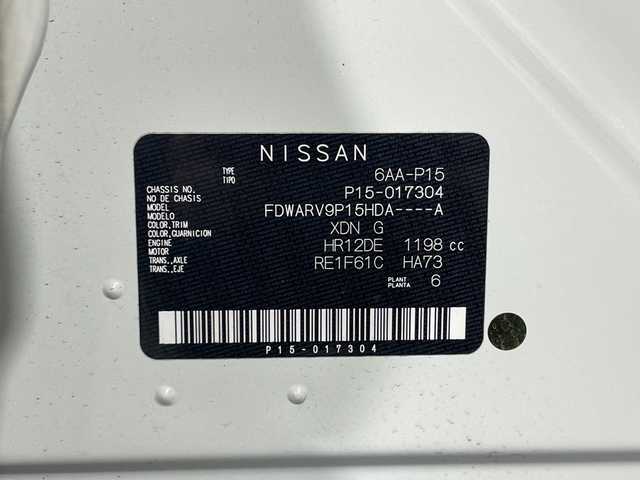 NISSAN
TYPE
TIPO
6AA-P15
CHASSIS NO.
NO DE CHASIS
P15-017304
MODEL
MODELO
FDWARV9P15HDA----A
COLOR,TRIM
COLOR,GUARNICION
XDN G
ENGINE
MOTOR
HR12DE 1198 cc
TRANS.,AXLE
TRANS.,EJE
RE1F61C HA73
PLANT
PLANTA
6
P15-017304